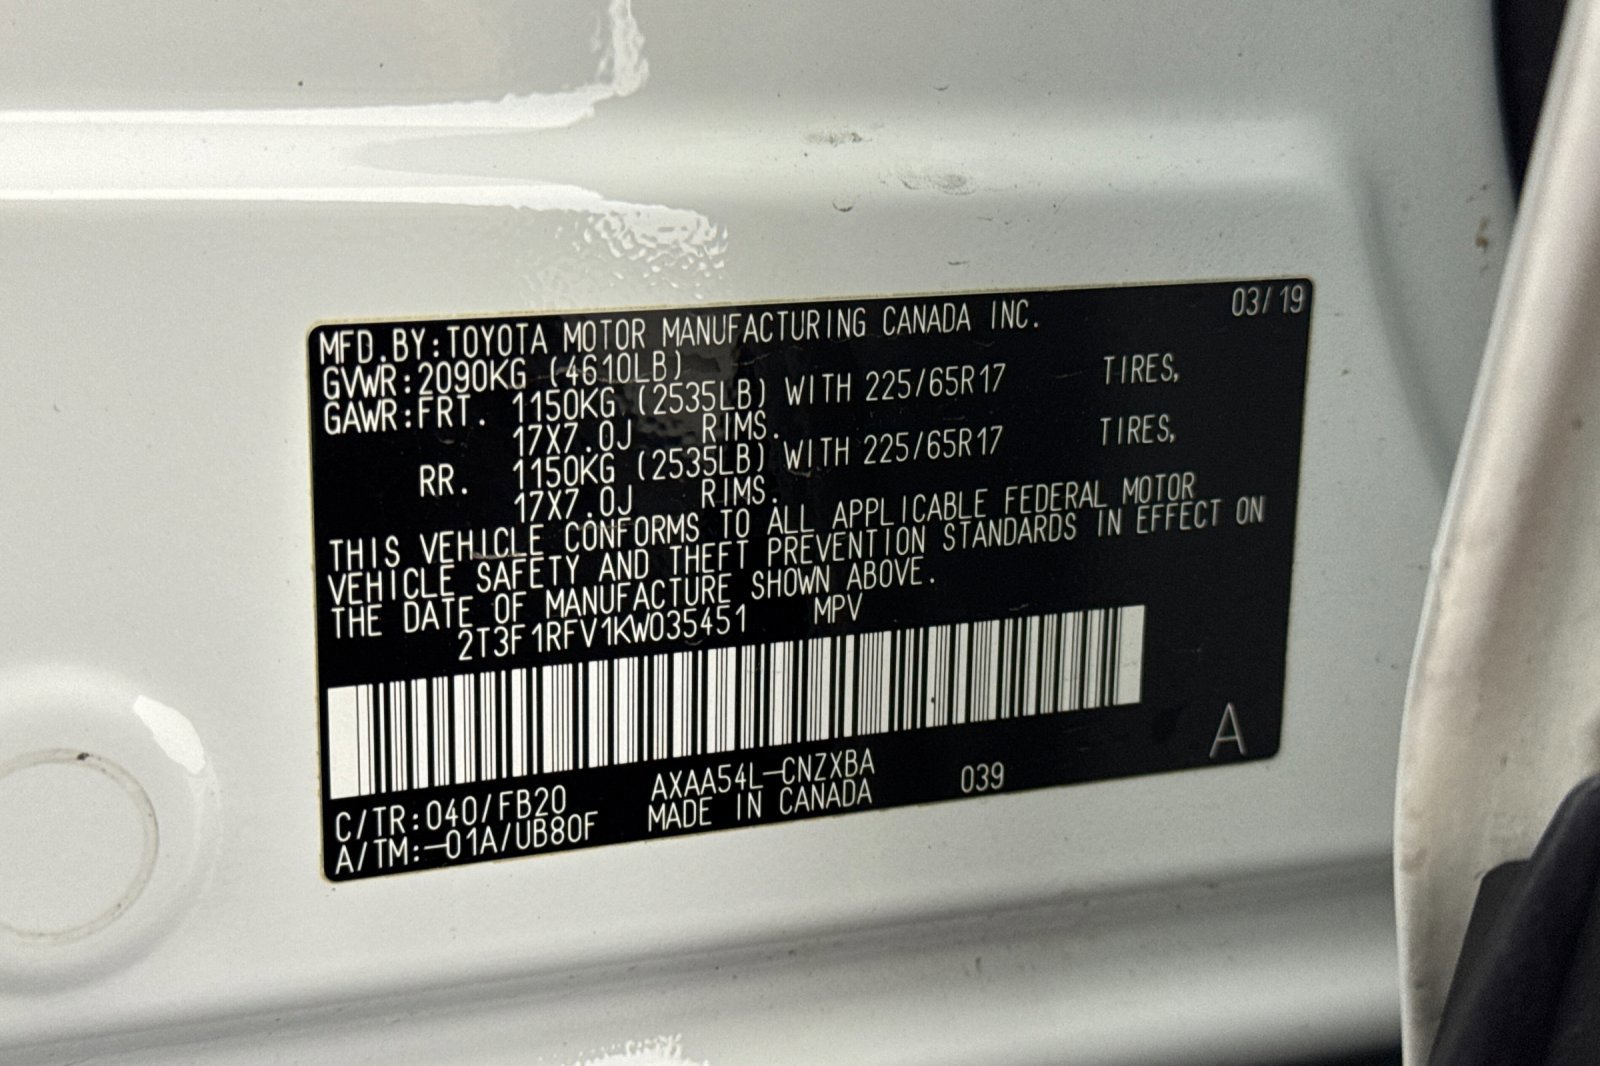 03/19
MFD.BY:TOYOTA MOTOR MANUFACTURING CANADA INC.
GVWR:2090KG (4610LB)
GAWR:FRT. 1150KG (2535LB) WITH 225/65R17 TIRES,
17X7.0J RIMS.
RR. 1150KG (2535LB) WITH 225/65R17 TIRES,
17X7.0J RIMS.
THIS VEHICLE CONFORMS TO ALL APPLICABLE FEDERAL MOTOR
VEHICLE SAFETY AND THEFT PREVENTION STANDARDS IN EFFECT ON
THE DATE OF MANUFACTURE SHOWN ABOVE.
2T3F1RFV1KW035451 MPV
A
C/TR:040/FB20 AXAA54L-CNZXBA 039
A/TM:-01A/UB80F MADE IN CANADA